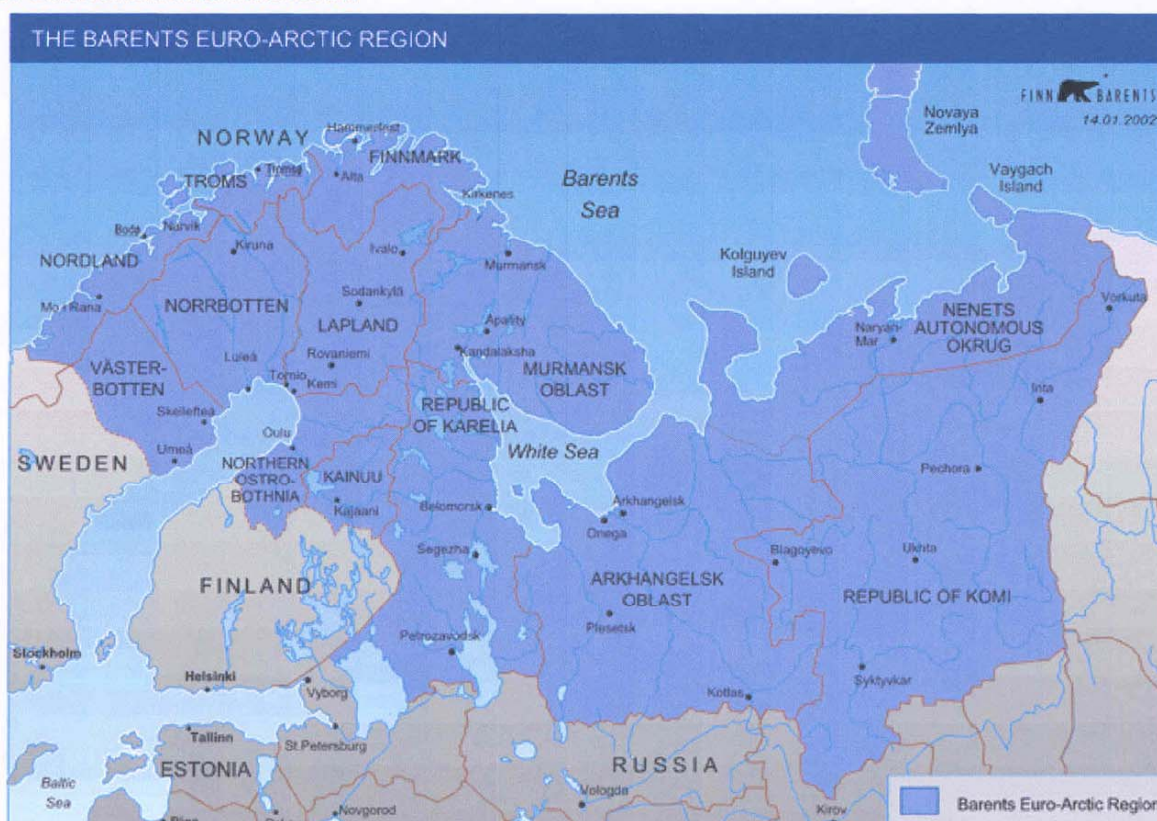 THE BARENTS EURO-ARCTIC REGION
FINN BARENTS
14.01.2002
Novaya
Zemlya
Vaygach
Island
NORWAY
Hammerfest
FINNMARK
TROMS
Tromsø
Alta
Kirkenes
Barents
Sea
Kolguyev
Island
Bodø
Narvik
Kiruna
Ivalo
Murmansk
NORDLAND
Mo i Rana
NORRBOTTEN
Sodankylä
LAPLAND
Apatity
Kandalaksha
Naryan-
Mar
NENETS
AUTONOMOUS
OKRUG
Vorkuta
VÄSTER-
BOTTEN
Luleå
Rovaniemi
Tornio
Kemi
MURMANSK
OBLAST
Inta
Skellefteå
REPUBLIC
OF KARELIA
Umeå
Oulu
White Sea
SWEDEN
NORTHERN
OSTRO-
BOTHNIA
KAINUU
Kajaani
Pechora
Belomorsk
Arkhangelsk
Onega
Segezha
Blagoyevo
Ukhta
FINLAND
ARKHANGELSK
OBLAST
REPUBLIC OF KOMI
Plesetsk
Petrozavodsk
Stockholm
Helsinki
Vyborg
Kotlas
Syktyvkar
Tallinn
St.Petersburg
ESTONIA
RUSSIA
Baltic
Sea
Vologda
Novgorod
Kirov
Barents Euro-Arctic Region